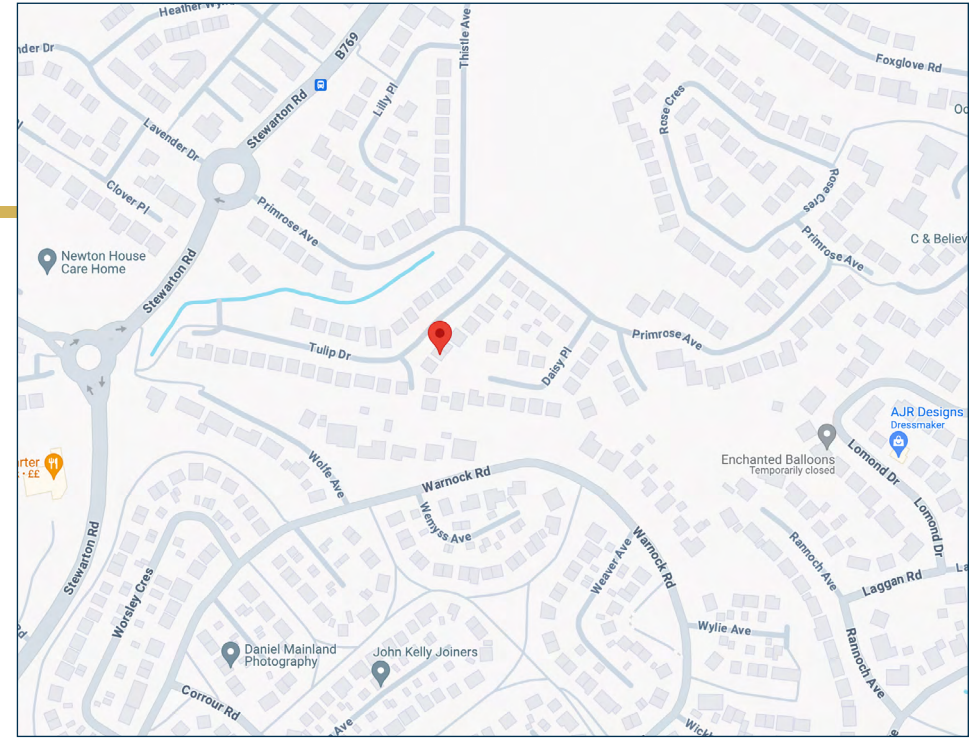 Heather
nder Dr
B769
Thistle Ave
Foxglove Rd
Lilly Pl
Stewarton Rd
Rose Cres
Lavender Dr
Clover Pl
Rose Cres
Primrose Ave
Primrose Ave
C & Believ
Newton House
Care Home
Stewarton Rd
Tulip Dr
Primrose Ave
Daisy Pl
AJR Designs
Dressmaker
Enchanted Balloons
Temporarily closed
Lomond Dr
rter
· ££
Wolfe Ave
Warnock Rd
Wemyss Ave
Lomond Dr
Stewarton Rd
Warnock Rd
Rannoch Ave
Weaver Ave
Laggan Rd
La
Worsley Cres
Wylie Ave
Daniel Mainland
Photography
John Kelly Joiners
Rannoch Ave
Corrour Rd
Ave
Wickl